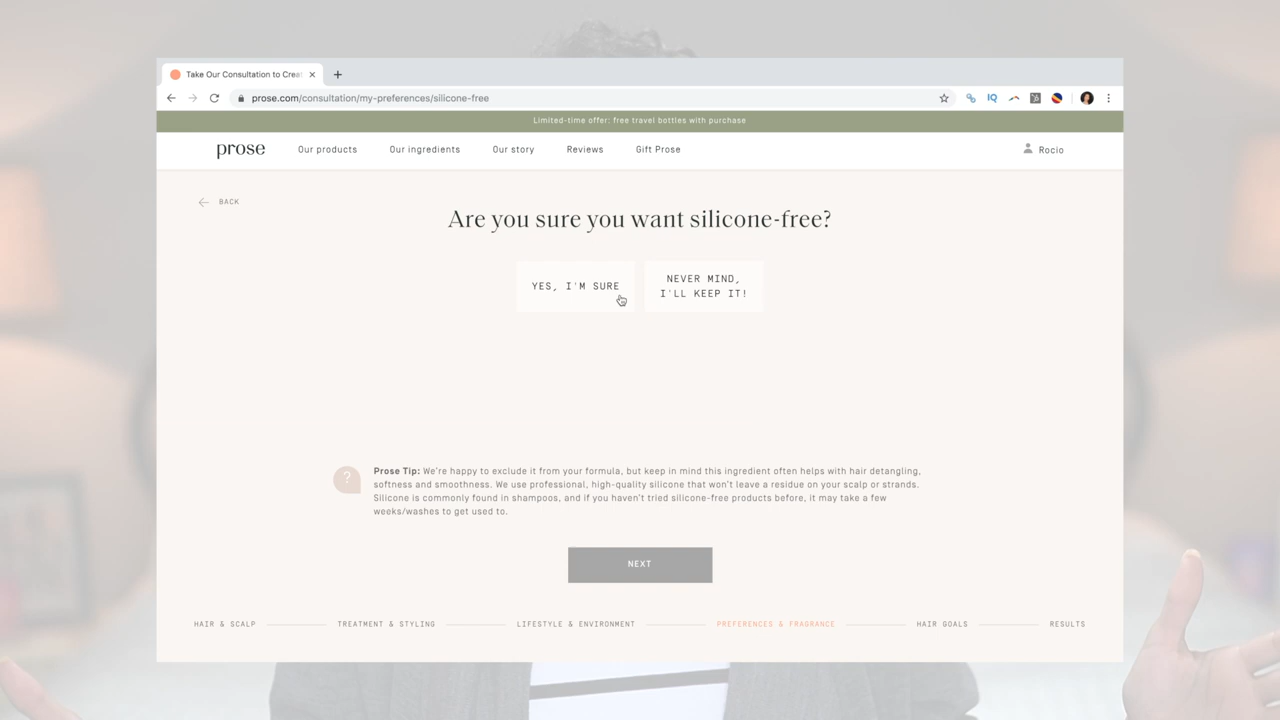 Take Our Consultation to Crea
prose.com/consultation/my-preferences/silicone-free
IQ
Limited-time offer: free travel bottles with purchase
prose
Our products
Our ingredients
Our story
Reviews
Gift Prose
Rocio
BACK
Are you sure you want silicone-free?
YES, I'M SURE
NEVER MIND,
I'LL KEEP IT!
?
Prose Tip: We're happy to exclude it from your formula, but keep in mind this ingredient often helps with hair detangling,
softness and smoothness. We use professional, high-quality silicone that won't leave a residue on your scalp or strands.
Silicone is commonly found in shampoos, and if you haven't tried silicone-free products before, it may take a few
weeks/washes to get used to.
NEXT
HAIR & SCALP
TREATMENT & STYLING
LIFESTYLE & ENVIRONMENT
PREFERENCES & FRAGRANCE
HAIR GOALS
RESULTS